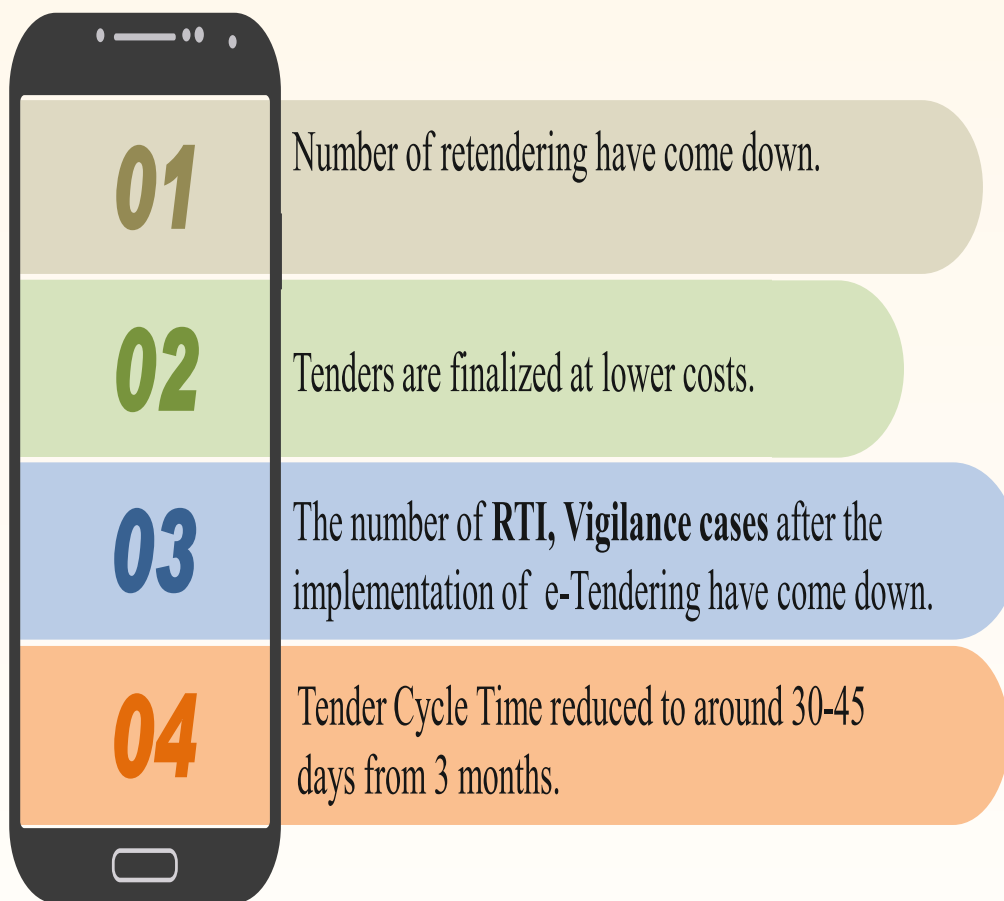 01
Number of retendering have come down.
02
Tenders are finalized at lower costs.
03
The number of RTI, Vigilance cases after the
implementation of e-Tendering have come down.
04
Tender Cycle Time reduced to around 30-45
days from 3 months.